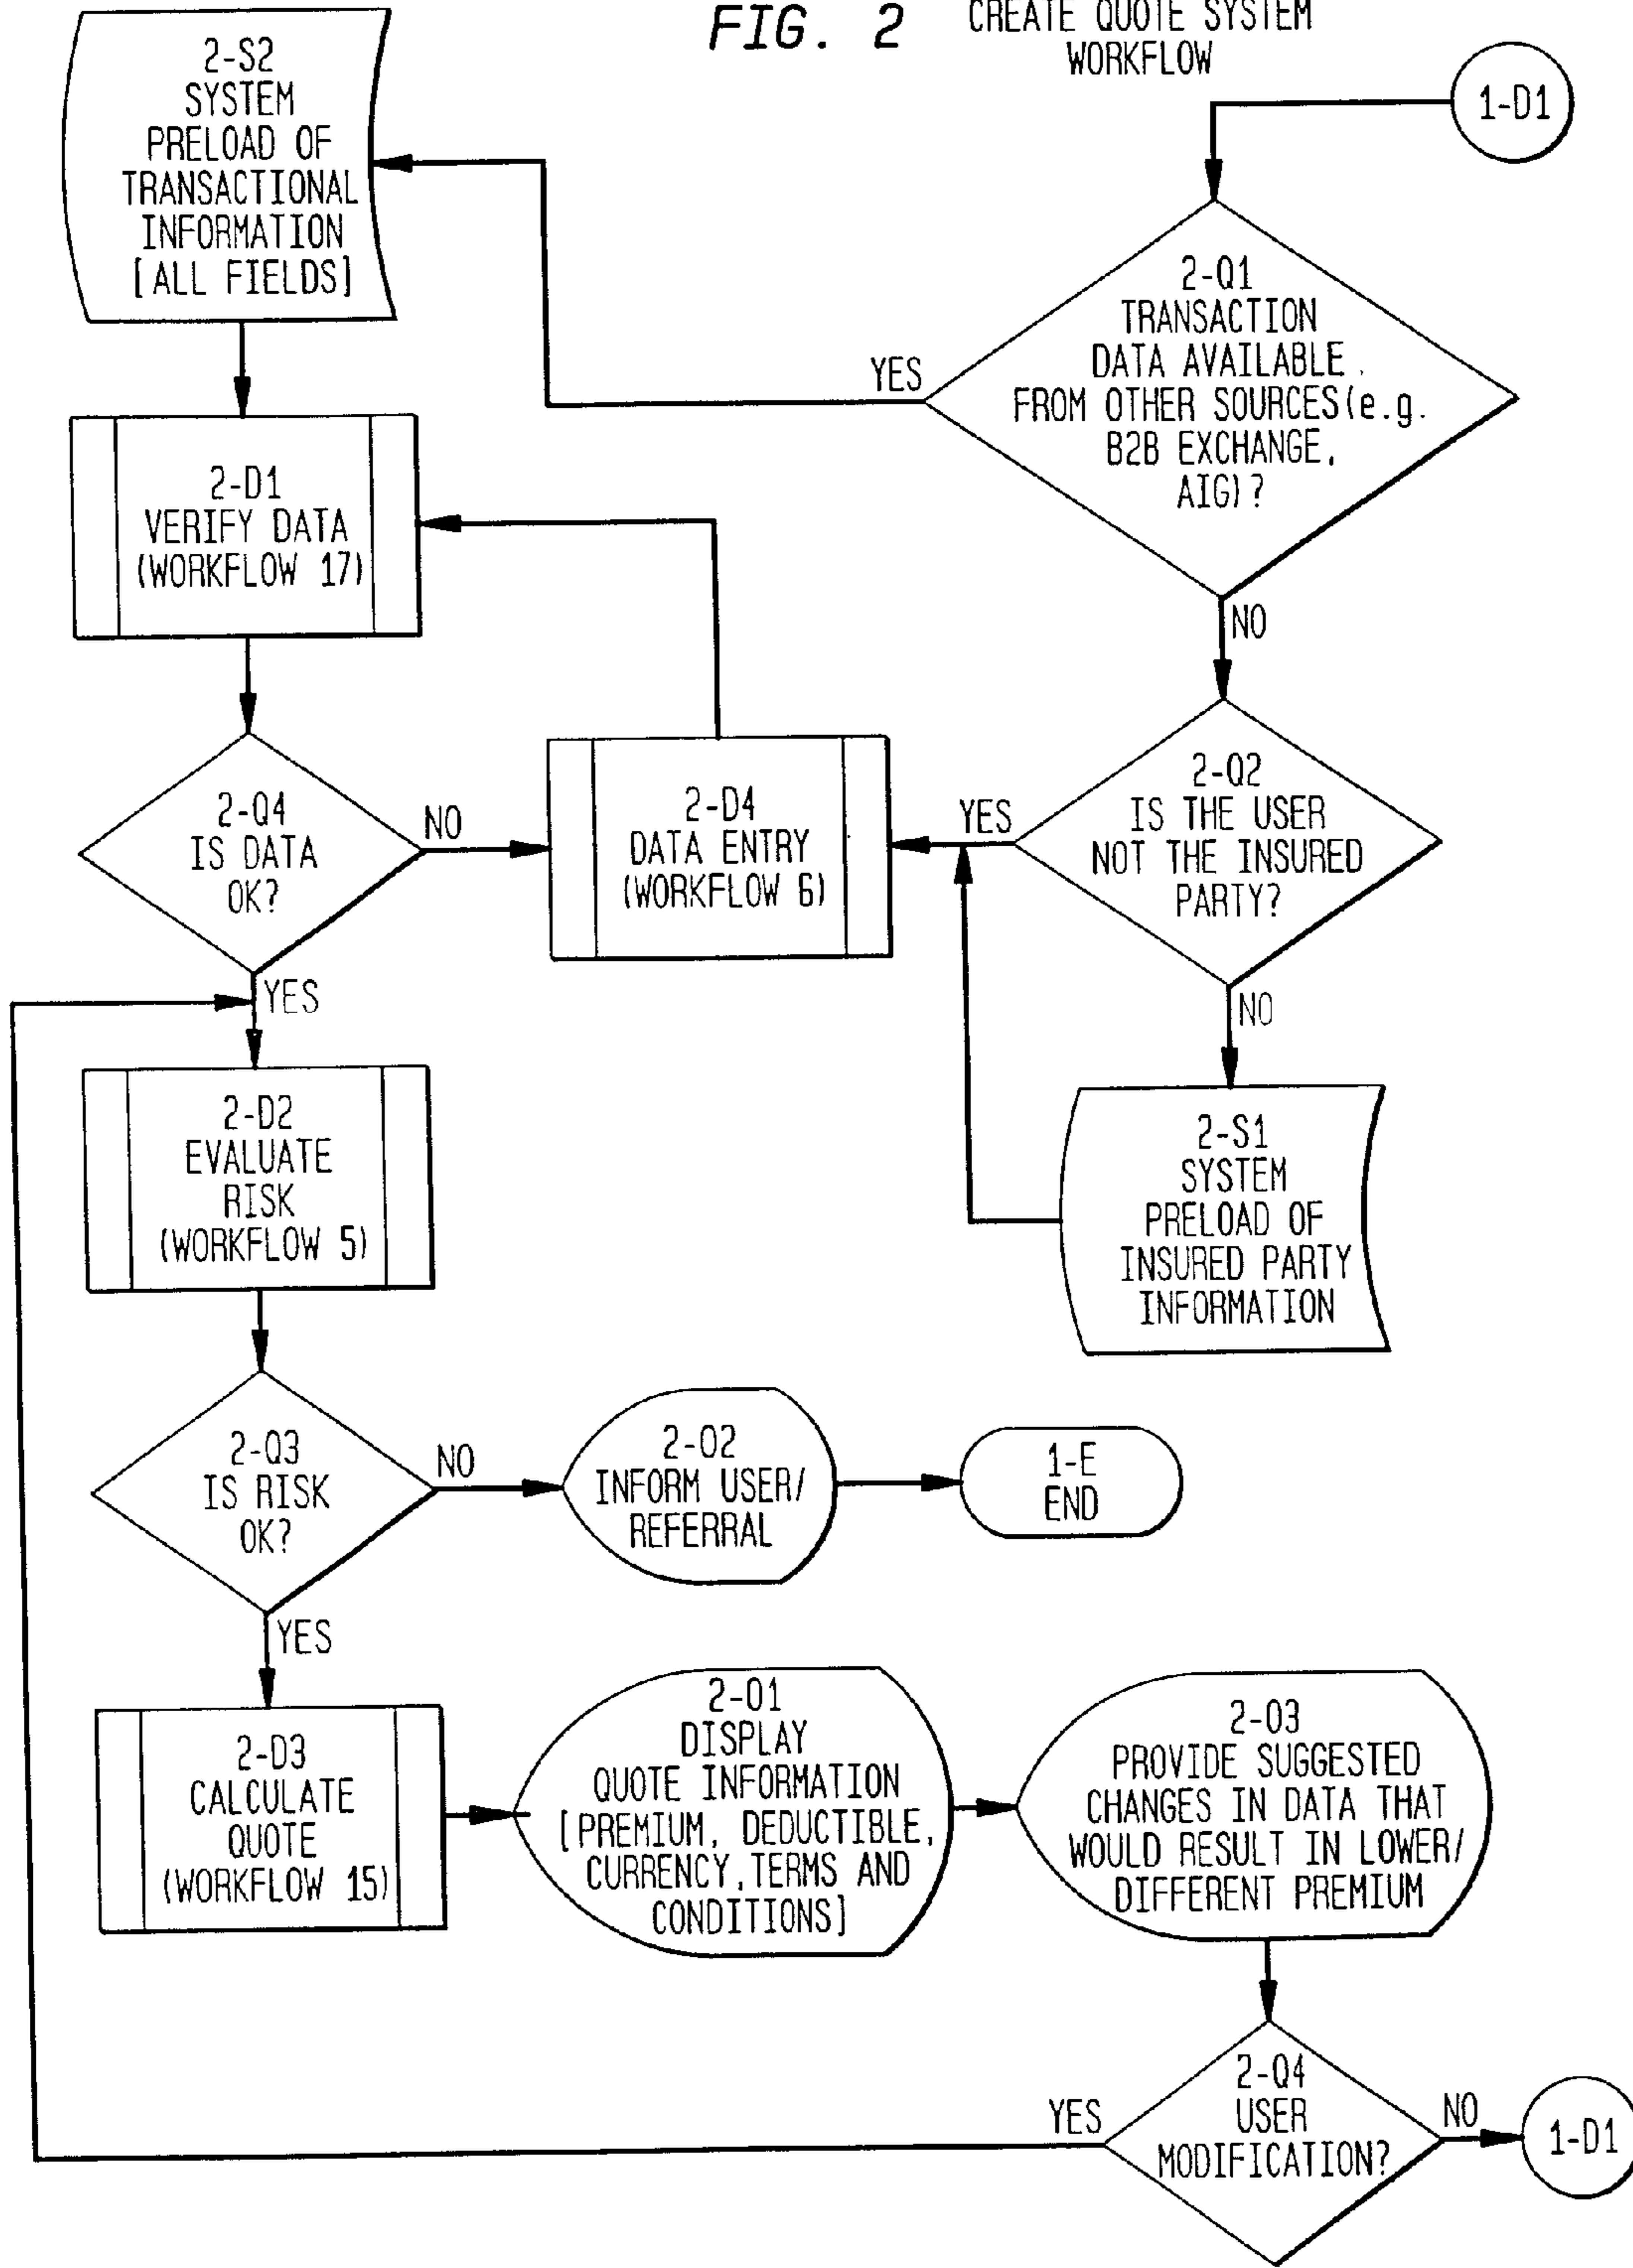 FIG. 2
CREATE QUOTE SYSTEM
WORKFLOW
1-D1
2-S2
SYSTEM
PRELOAD OF
TRANSACTIONAL
INFORMATION
[ALL FIELDS]
2-Q1
TRANSACTION
DATA AVAILABLE
FROM OTHER SOURCES(e.g.
B2B EXCHANGE,
AIG)?
YES
NO
2-D1
VERIFY DATA
(WORKFLOW 17)
2-Q4
IS DATA
OK?
NO
YES
2-D4
DATA ENTRY
(WORKFLOW 6)
YES
2-Q2
IS THE USER
NOT THE INSURED
PARTY?
NO
2-S1
SYSTEM
PRELOAD OF
INSURED PARTY
INFORMATION
2-D2
EVALUATE
RISK
(WORKFLOW 5)
2-Q3
IS RISK
OK?
NO
YES
2-O2
INFORM USER/
REFERRAL
1-E
END
2-D3
CALCULATE
QUOTE
(WORKFLOW 15)
2-O1
DISPLAY
QUOTE INFORMATION
[PREMIUM, DEDUCTIBLE,
CURRENCY,TERMS AND
CONDITIONS]
2-O3
PROVIDE SUGGESTED
CHANGES IN DATA THAT
WOULD RESULT IN LOWER/
DIFFERENT PREMIUM
2-Q4
USER
MODIFICATION?
YES
NO
1-D1